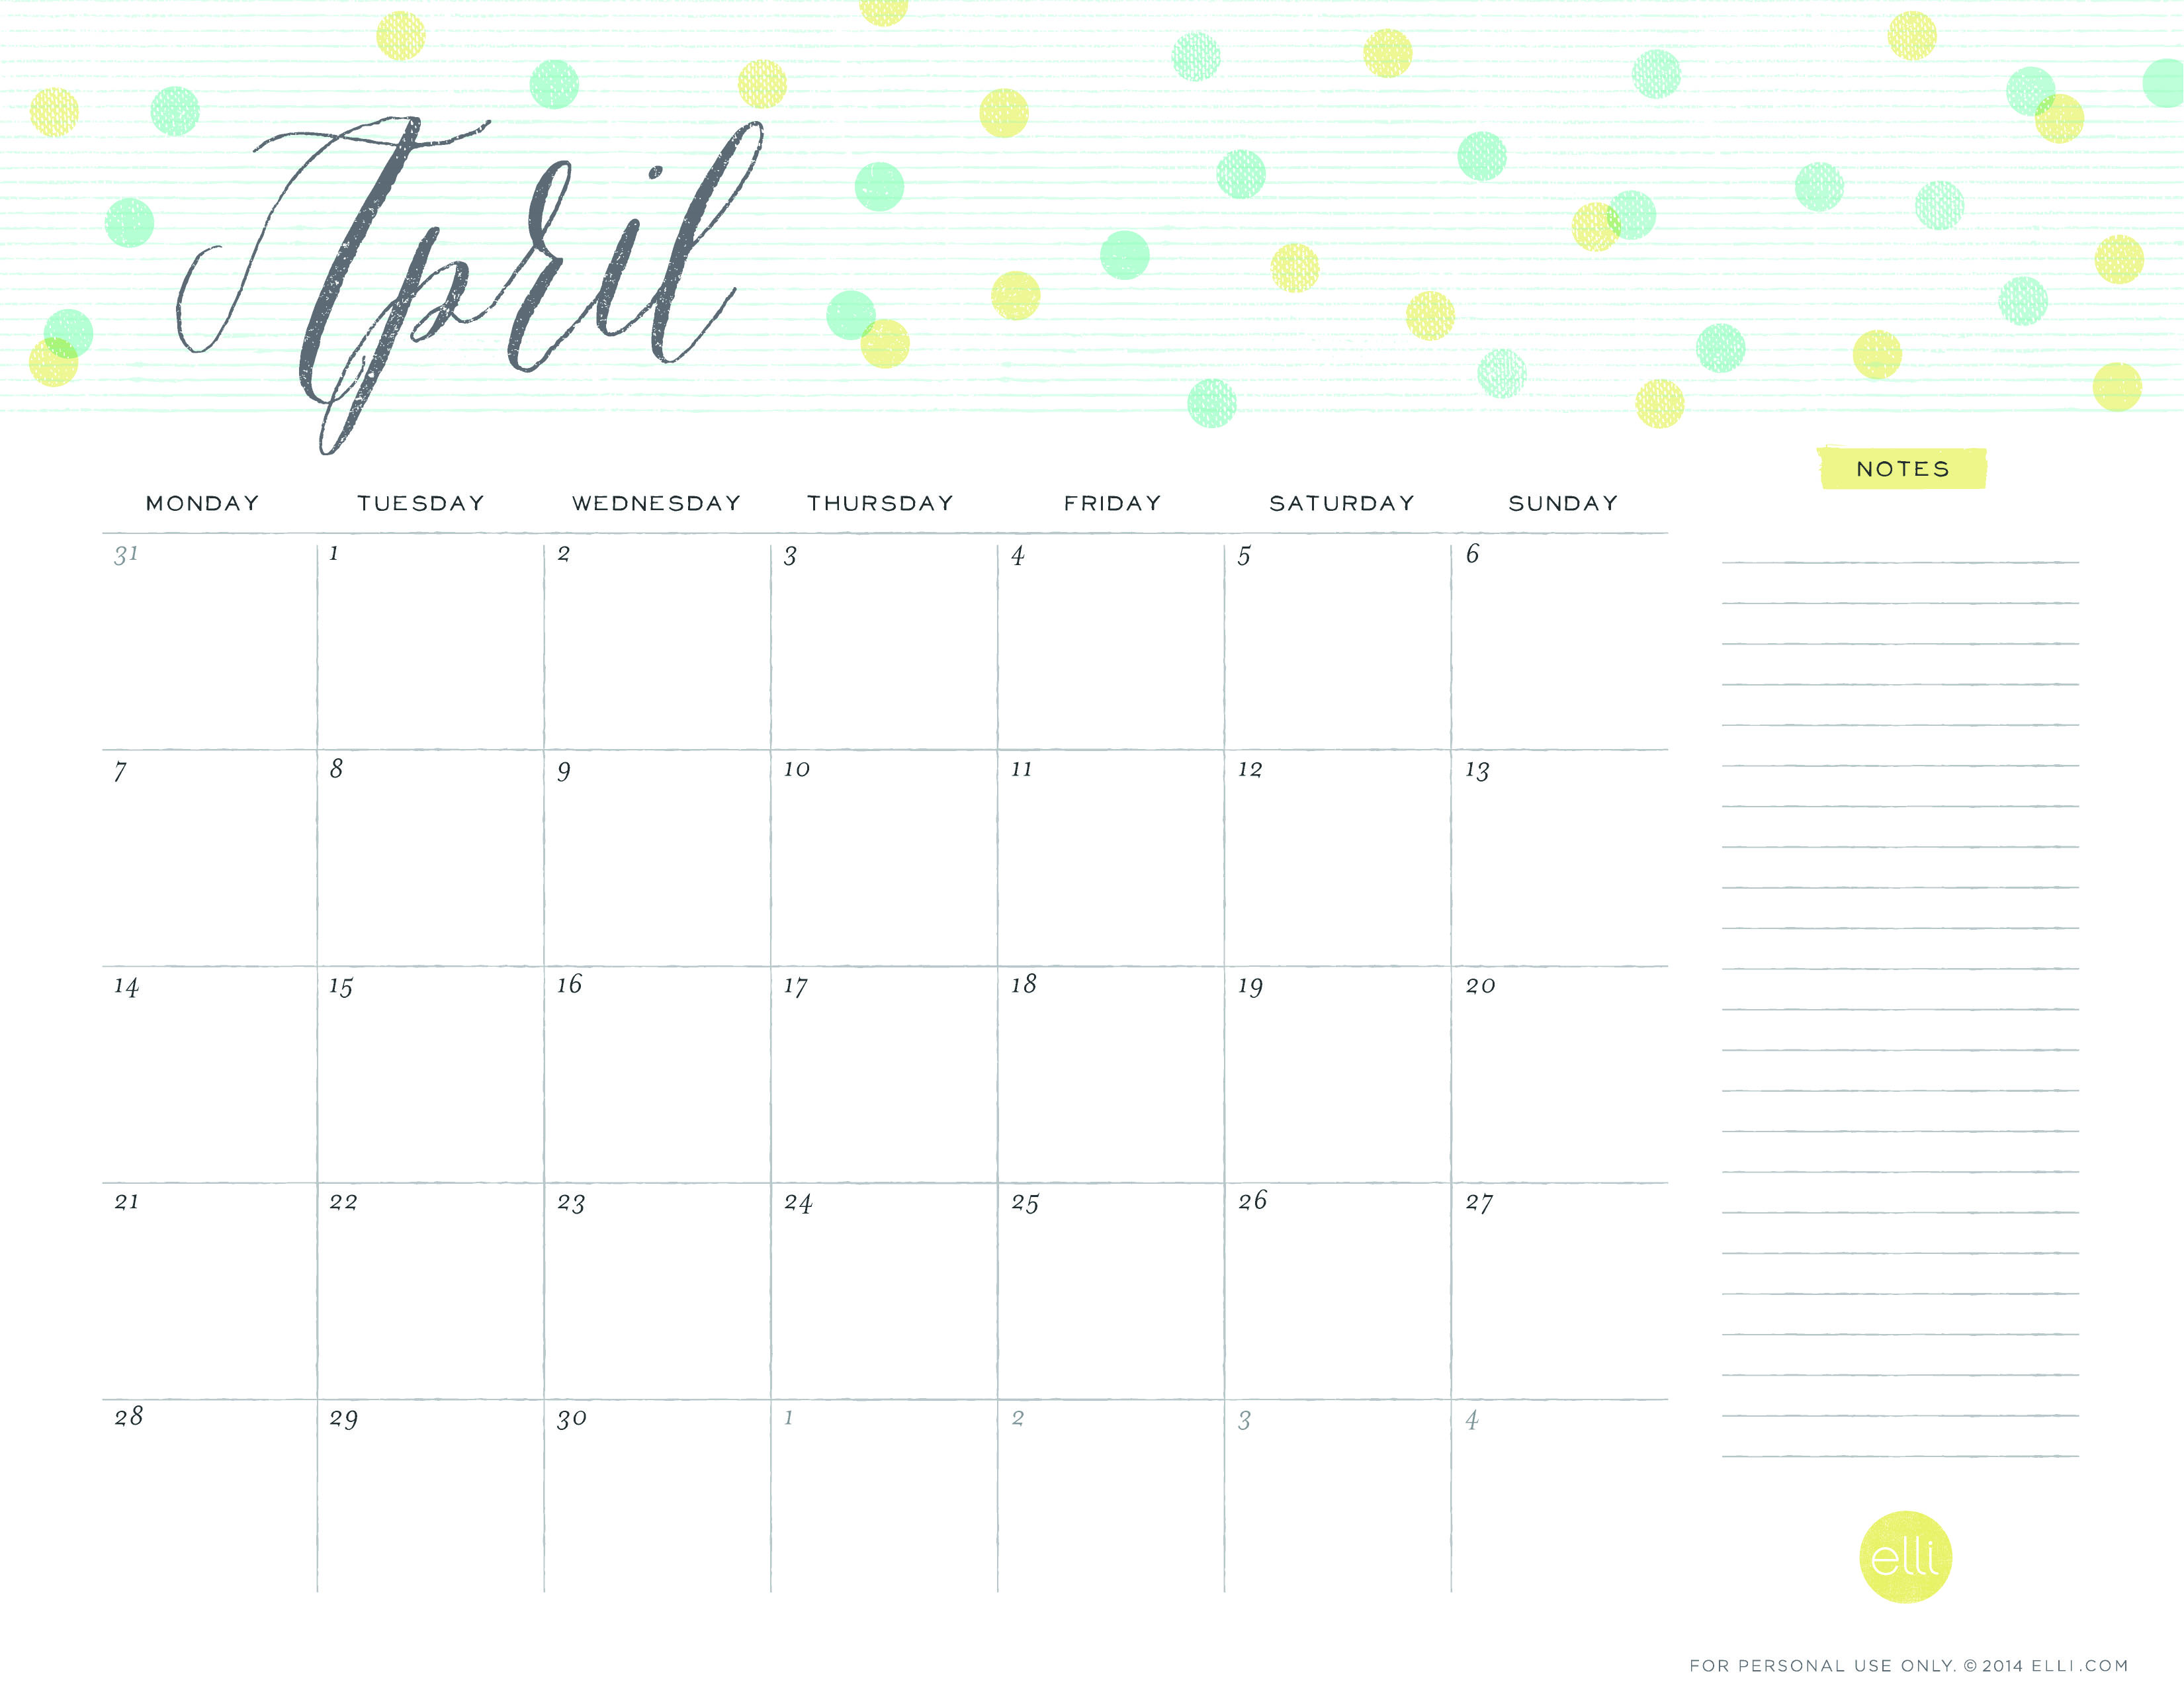 April
NOTES
MONDAY TUESDAY WEDNESDAY THURSDAY FRIDAY SATURDAY SUNDAY
31 1 2 3 4 5 6
7 8 9 10 11 12 13
14 15 16 17 18 19 20
21 22 23 24 25 26 27
28 29 30 1 2 3 4
elli
FOR PERSONAL USE ONLY. © 2014 ELLI.COM